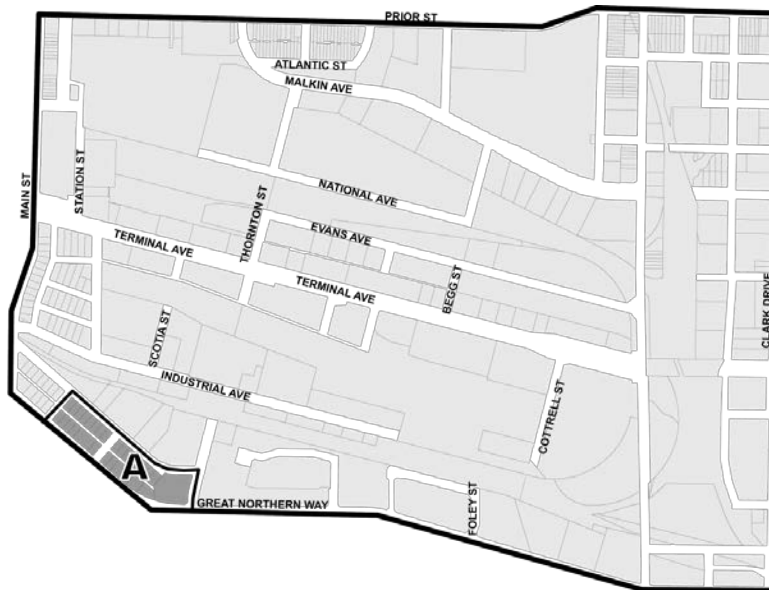 PRIOR ST
ATLANTIC ST
MALKIN AVE
MAIN ST
STATION ST
NATIONAL AVE
THORNTON ST
EVANS AVE
TERMINAL AVE
TERMINAL AVE
BEGG ST
CLARK DRIVE
SCOTIA ST
INDUSTRIAL AVE
COTTRELL ST
A
GREAT NORTHERN WAY
FOLEY ST